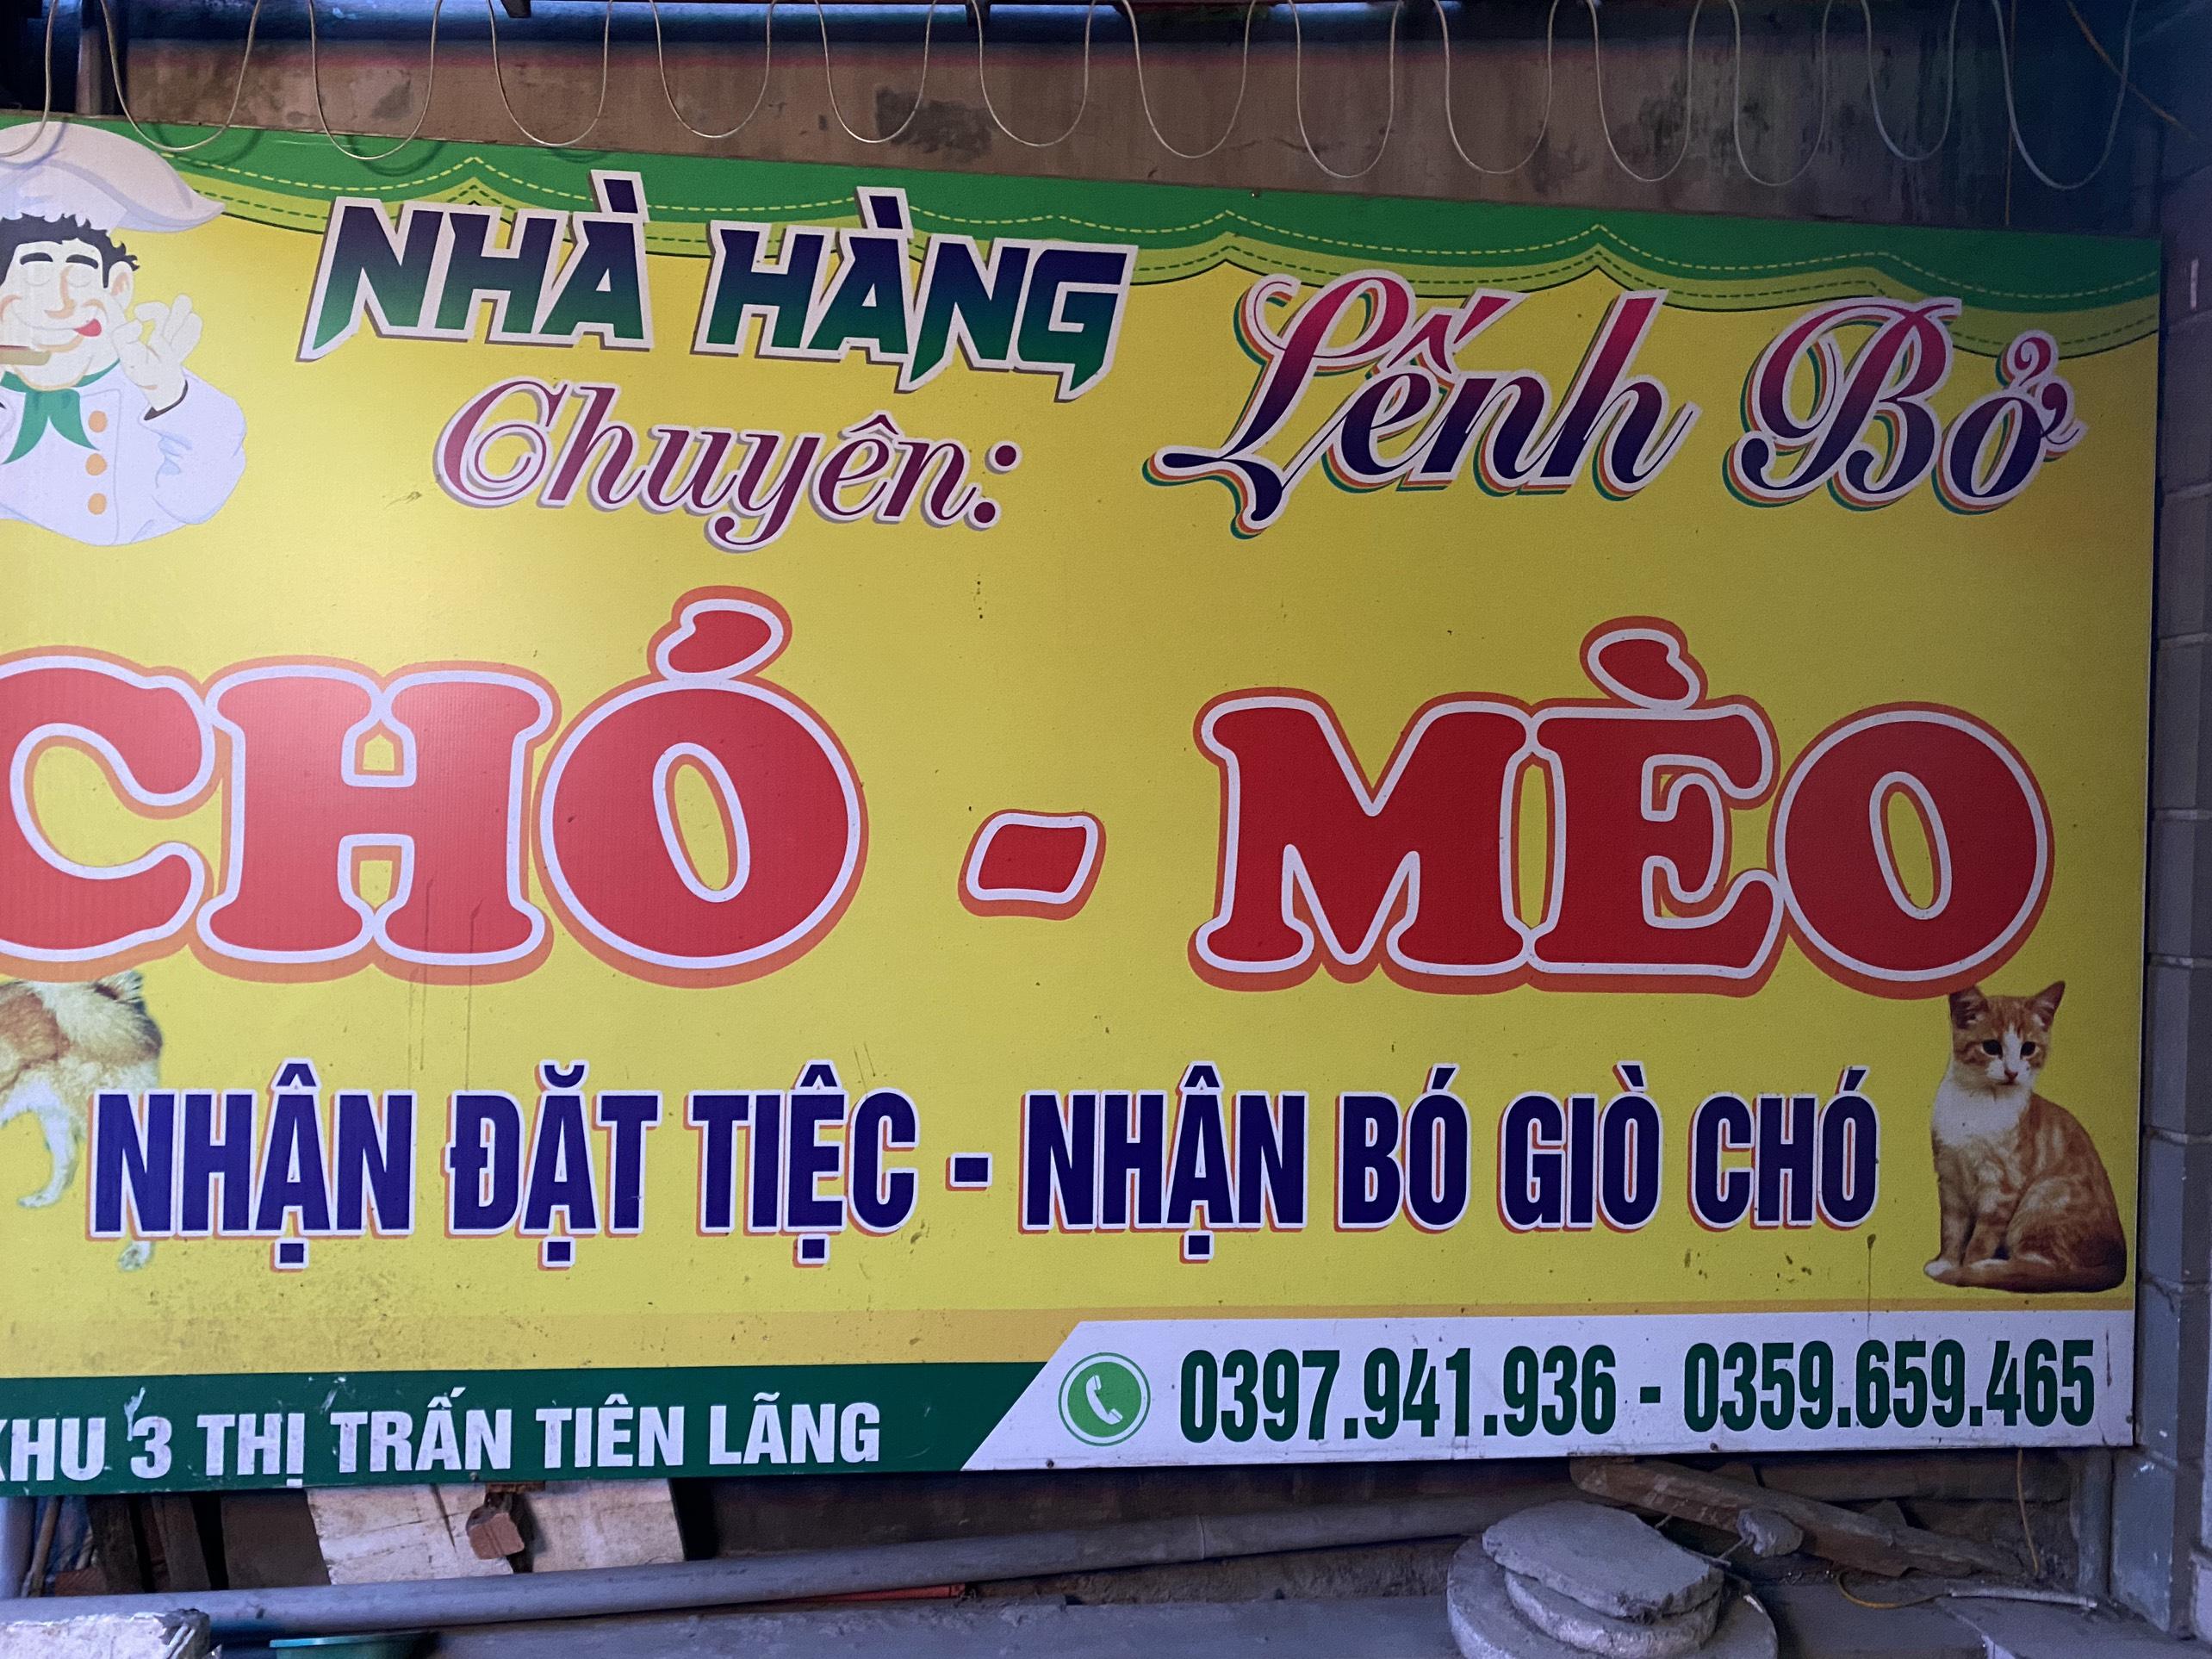 NHÀ HÀNG Lếnh Bở
Chuyên:
CHÓ - MÈO
NHẬN ĐẶT TIỆC - NHẬN BÓ GIÒ CHÓ
KHU 3 THỊ TRẤN TIÊN LÃNG
0397.941.936 - 0359.659.465